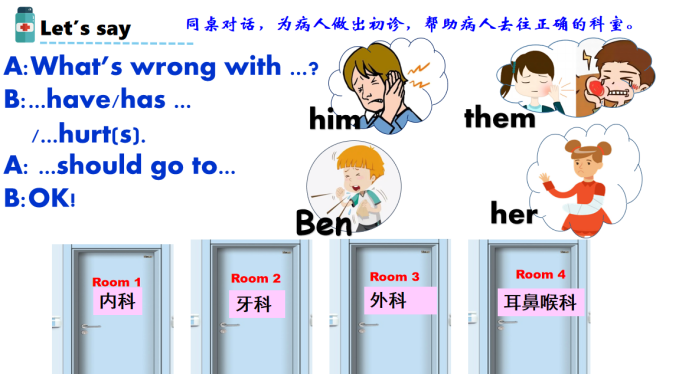 Let's say
同桌对话，为病人做出初诊，帮助病人去往正确的科室。
A:What's wrong with ...?
B:...have/has ...
/...hurt(s).
A: ...should go to...
B:OK!
him
them
Ben
her
Room 1
内科
Room 2
牙科
Room 3
外科
Room 4
耳鼻喉科